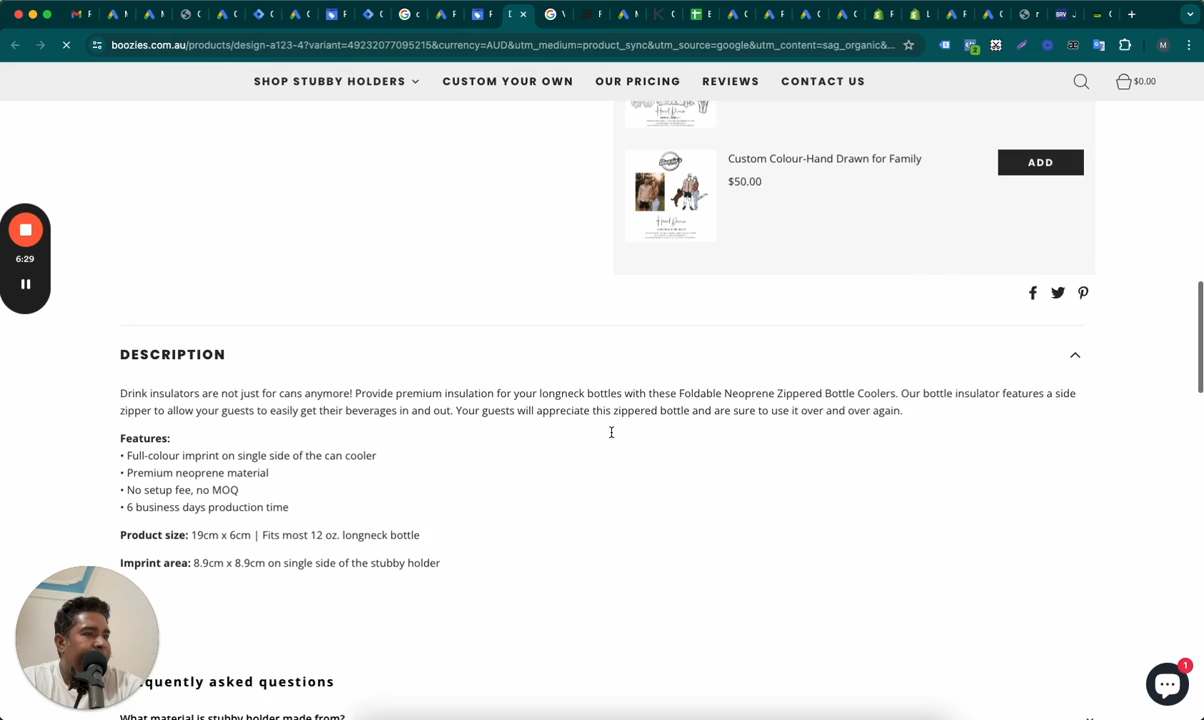 boozies.com.au/products/design-a123-4?variant=49232077095215&currency=AUD&utm_medium=product_sync&utm_source=google&utm_content=sag_organic&...
SHOP STUBBY HOLDERS CUSTOM YOUR OWN OUR PRICING REVIEWS CONTACT US $0.00
Custom Colour-Hand Drawn for Family
ADD
$50.00
6:29
DESCRIPTION
Drink insulators are not just for cans anymore! Provide premium insulation for your longneck bottles with these Foldable Neoprene Zippered Bottle Coolers. Our bottle insulator features a side
zipper to allow your guests to easily get their beverages in and out. Your guests will appreciate this zippered bottle and are sure to use it over and over again.
Features:
• Full-colour imprint on single side of the can cooler
• Premium neoprene material
• No setup fee, no MOQ
• 6 business days production time
Product size: 19cm x 6cm | Fits most 12 oz. longneck bottle
Imprint area: 8.9cm x 8.9cm on single side of the stubby holder
quently asked questions
What material is stubby holder made from?
1